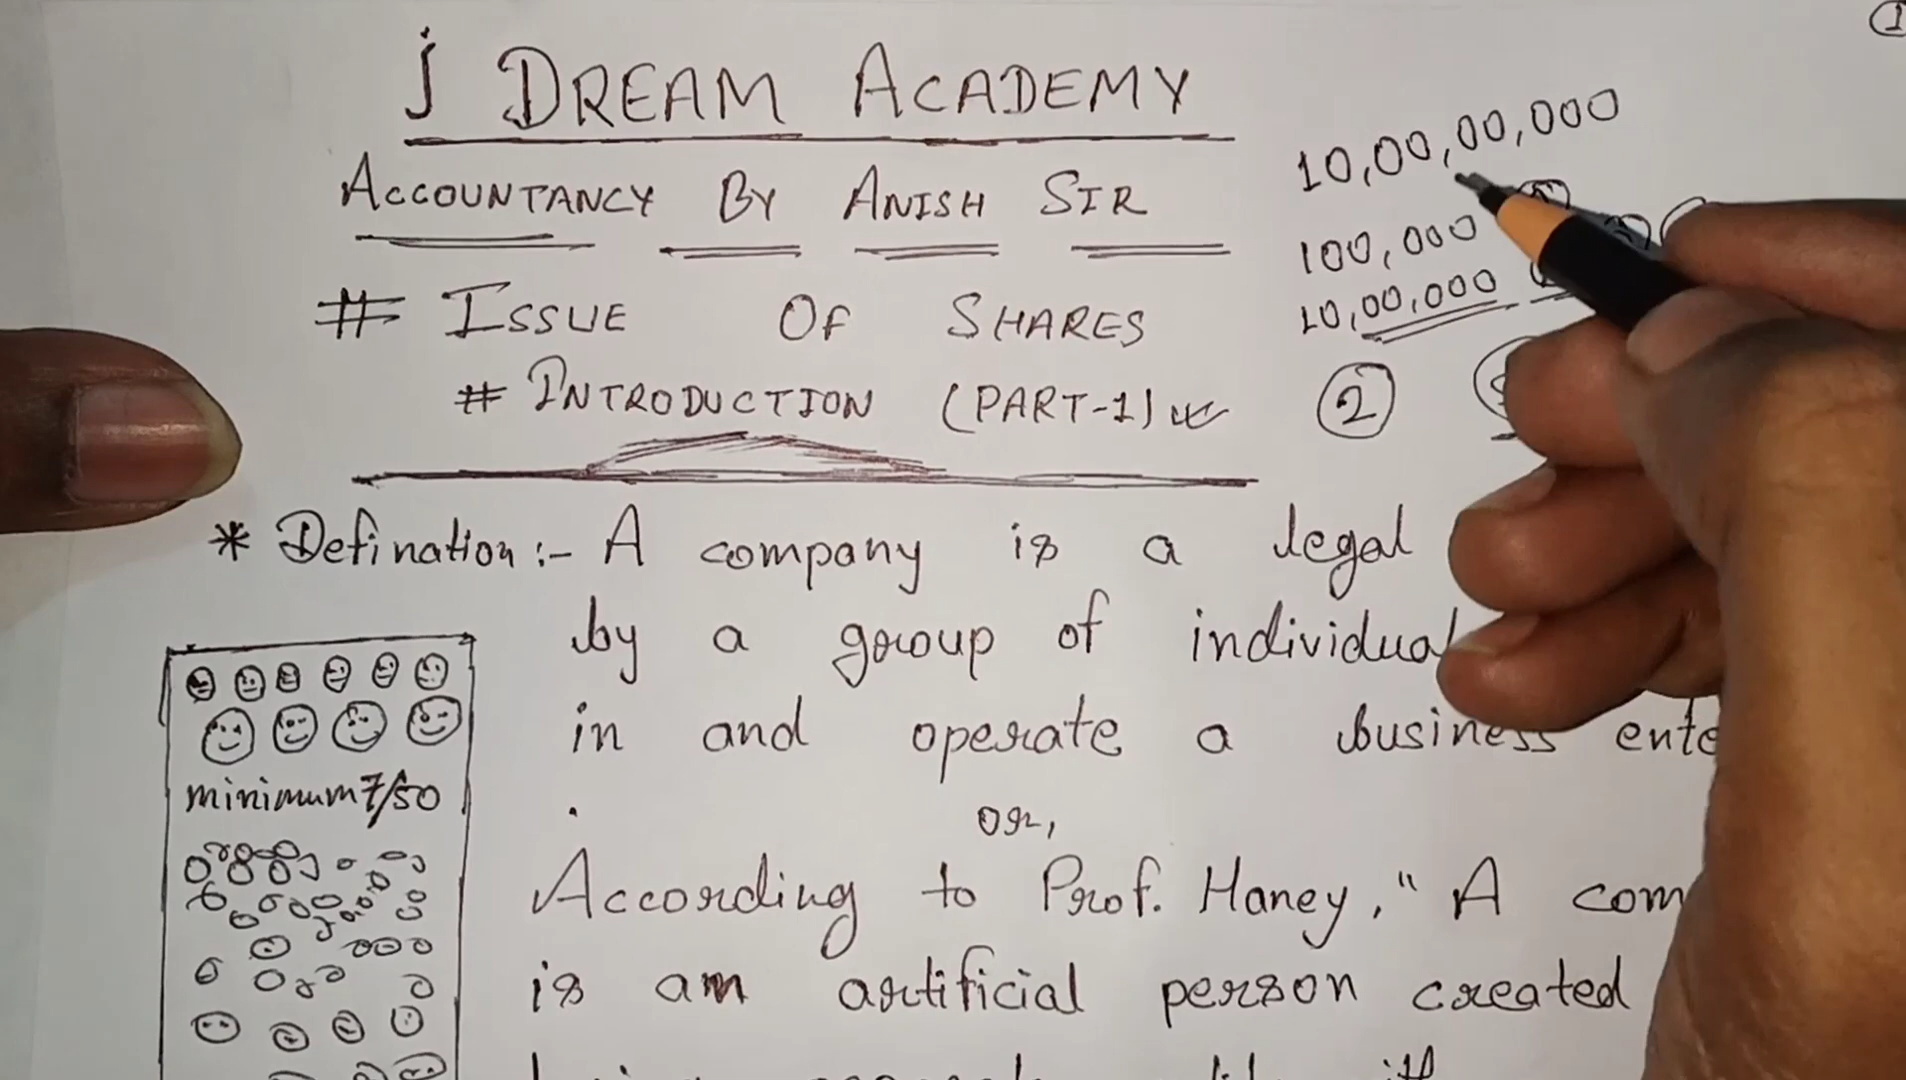 1
j DREAM ACADEMY
ACCOUNTANCY BY ANISH SIR
# ISSUE OF SHARES
# INTRODUCTION (PART-1)
10,00,00,000
100,000
10,00,000
2
* Defination :- A company is a legal
by a group of individual
in and operate a business
or,
According to Prof. Haney, "A
is an artificial person created
minimum 7/50